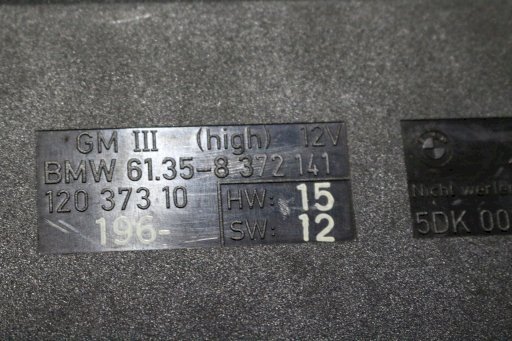 GM III (high) 12V
BMW 61.35-8 372 141
120 373 10
HW: 15
196-
SW: 12
BMW
Nicht
5DK 00